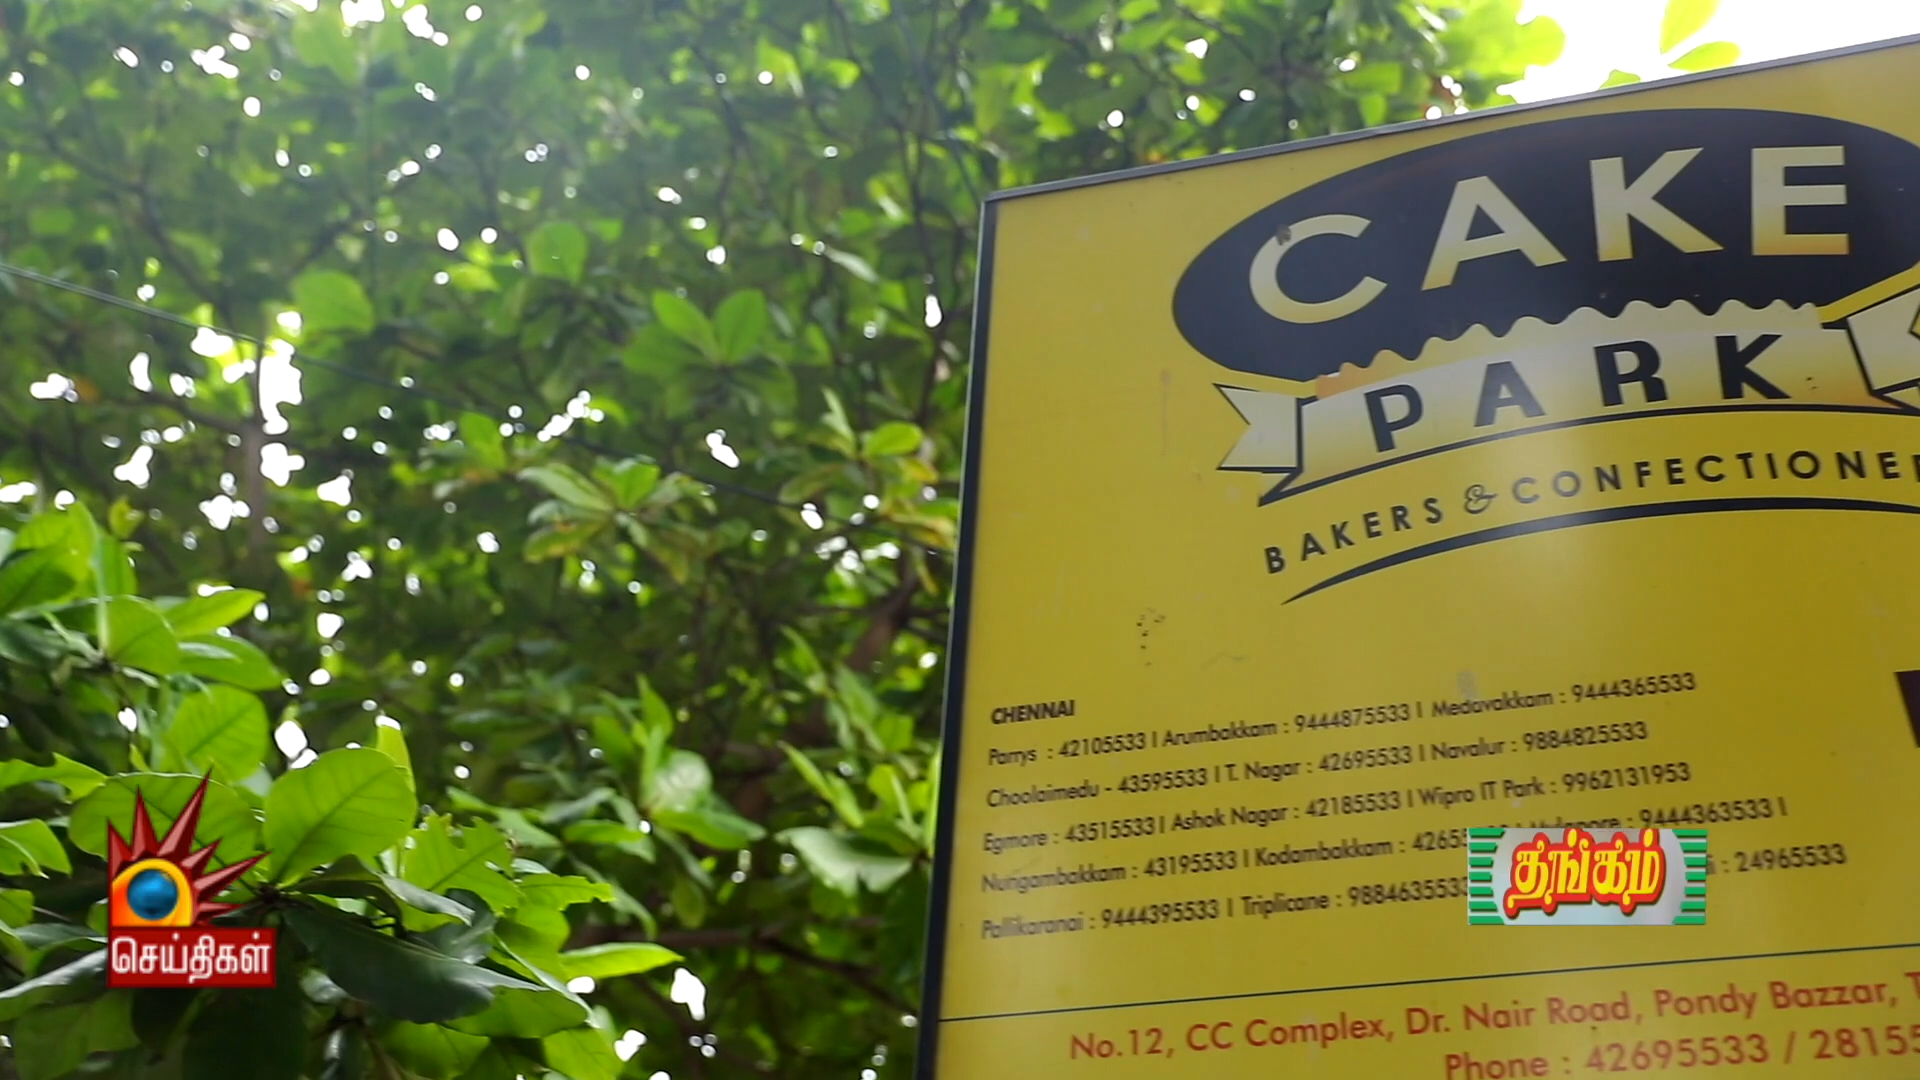 CAKE
PARK
BAKERS & CONFECTIONE
CHENNAI
Parrys : 42105533 | Arumbakkam : 9444875533 | Medavakkam : 9444365533
Choolaimedu - 43595533 | T. Nagar : 42695533 | Navalur : 9884825533
Egmore : 43515533 | Ashok Nagar : 42185533 | Wipro IT Park : 9962131953
Nungambakkam : 43195533 | Kodambakkam : : 9444363533 |
Pallikaranai : 9444395533 | Triplicane : 9884635533 : 24965533
No.12, CC Complex, Dr. Nair Road, Pondy Bazzar,
Phone : 42695533 /
தங்கம்
செய்திகள்